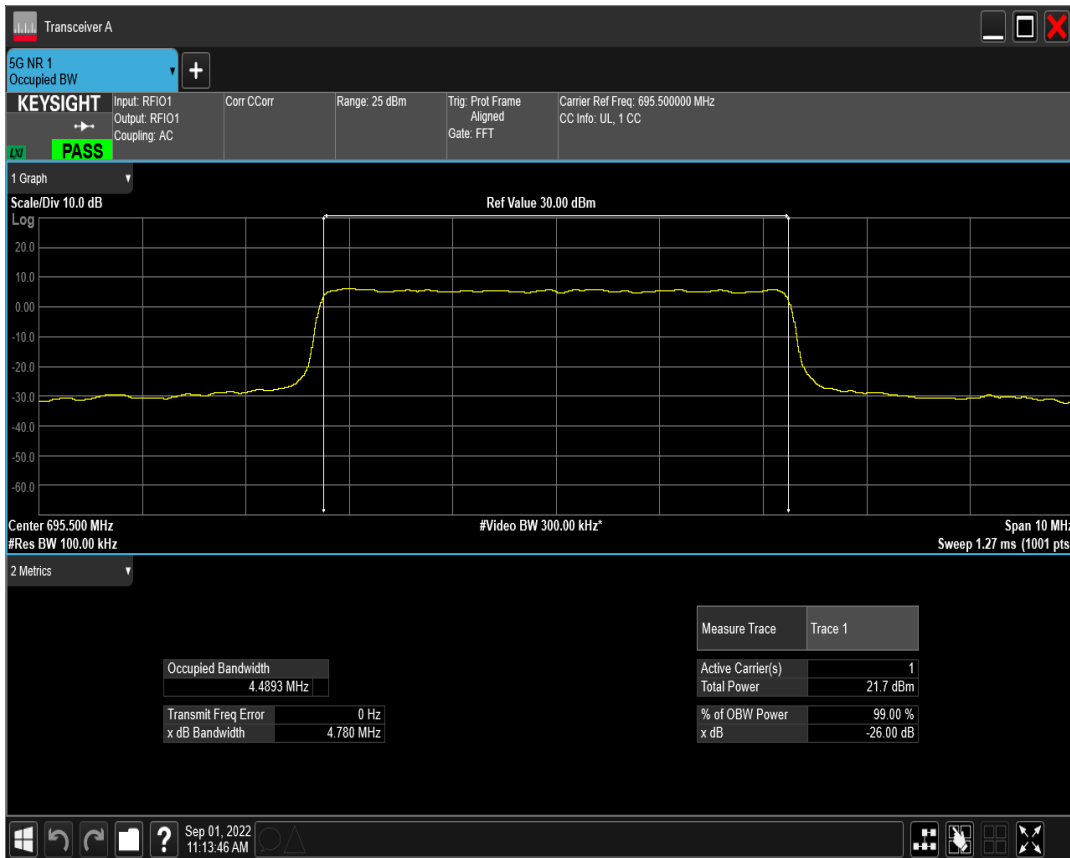 Transceiver A
5G NR 1
Occupied BW
+
KEYSIGHT
LXI
PASS
Input: RFIO1
Output: RFIO1
Coupling: AC
Corr CCorr
Range: 25 dBm
Trig: Prot Frame
Aligned
Gate: FFT
Carrier Ref Freq: 695.500000 MHz
CC Info: UL, 1 CC
1 Graph
Scale/Div 10.0 dB
Ref Value 30.00 dBm
Log
20.0
10.0
0.00
-10.0
-20.0
-30.0
-40.0
-50.0
-60.0
Center 695.500 MHz
#Video BW 300.00 kHz*
Span 10 MHz
#Res BW 100.00 kHz
Sweep 1.27 ms (1001 pts
2 Metrics
Measure Trace Trace 1
Occupied Bandwidth
4.4893 MHz
Active Carrier(s) 1
Total Power 21.7 dBm
Transmit Freq Error 0 Hz
x dB Bandwidth 4.780 MHz
% of OBW Power 99.00 %
x dB -26.00 dB
?
Sep 01, 2022
11:13:46 AM